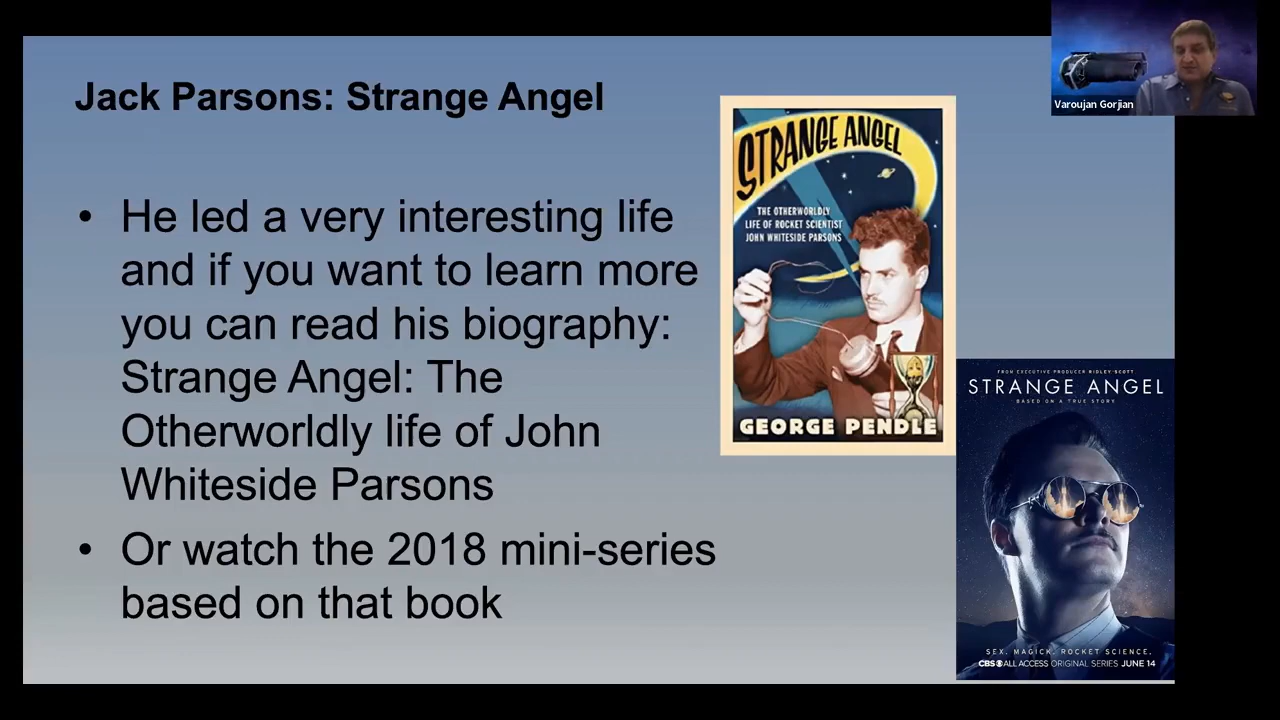 Jack Parsons: Strange Angel
• He led a very interesting life
and if you want to learn more
you can read his biography:
Strange Angel: The
Otherworldly life of John
Whiteside Parsons
• Or watch the 2018 mini-series
based on that book
STRANGE ANGEL
THE OTHERWORLDLY
LIFE OF ROCKET SCIENTIST
JOHN WHITESIDE PARSONS
GEORGE PENDLE
Varoujan Gorjian
FROM EXECUTIVE PRODUCER RIDLEY SCOTT
STRANGE ANGEL
BASED ON A TRUE STORY
SEX. MAGICK. ROCKET SCIENCE.
CBS ALL ACCESS ORIGINAL SERIES JUNE 14